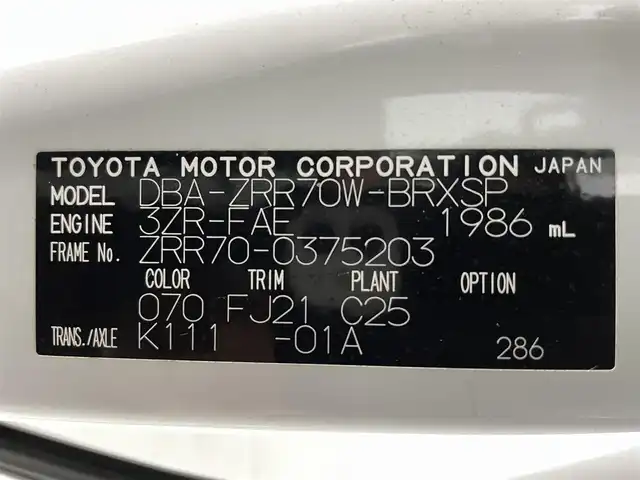 TOYOTA MOTOR CORPORATION JAPAN
MODEL DBA-ZRR70W-BRXSP
ENGINE 3ZR-FAE 1986 mL
FRAME No. ZRR70-0375203
COLOR TRIM PLANT OPTION
070 FJ21 C25
TRANS./AXLE K111 -01A 286